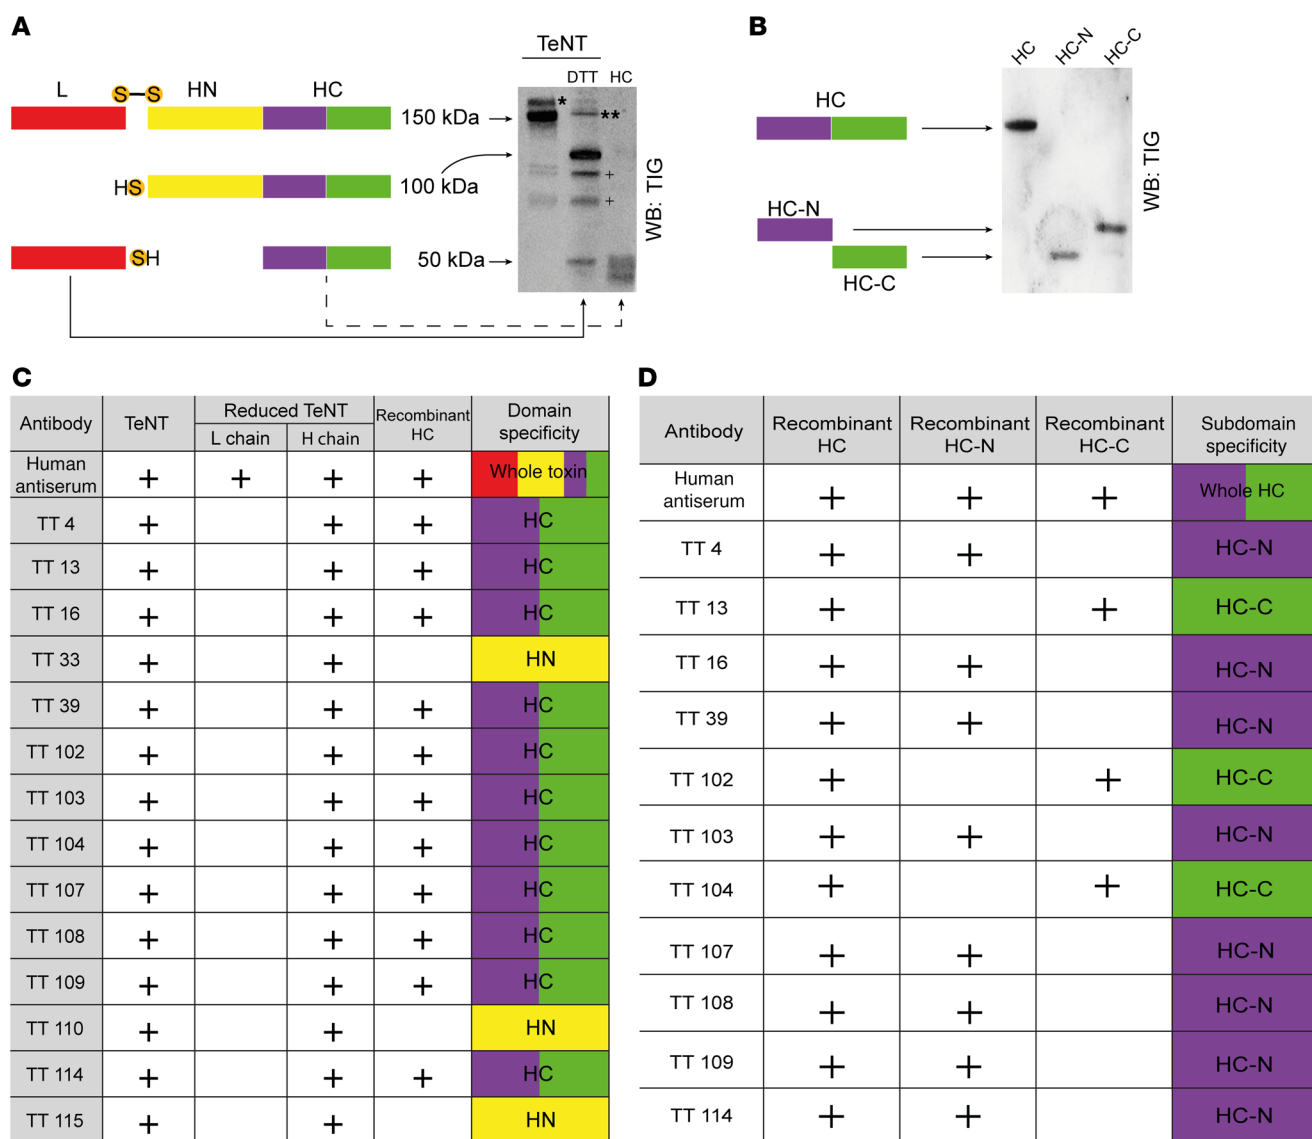 A
TeNT
DTT
HC
L
S
S
HN
HC
*
150 kDa
**
HS
100 kDa
+
+
SH
50 kDa
WB: TIG
B
HC
HC-N
HC-C
HC
HC-N
HC-C
WB: TIG
C
Antibody
TeNT
Reduced TeNT
L chain
H chain
Recombinant
HC
Domain
specificity
Human
antiserum
+ + + + Whole toxin
TT 4 + + + HC
TT 13 + + + HC
TT 16 + + + HC
TT 33 + + HN
TT 39 + + + HC
TT 102 + + + HC
TT 103 + + + HC
TT 104 + + + HC
TT 107 + + + HC
TT 108 + + + HC
TT 109 + + + HC
TT 110 + + HN
TT 114 + + + HC
TT 115 + + HN
D
Antibody
Recombinant
HC
Recombinant
HC-N
Recombinant
HC-C
Subdomain
specificity
Human
antiserum
+ + + Whole HC
TT 4 + + HC-N
TT 13 + + HC-C
TT 16 + + HC-N
TT 39 + + HC-N
TT 102 + + HC-C
TT 103 + + HC-N
TT 104 + + HC-C
TT 107 + + HC-N
TT 108 + + HC-N
TT 109 + + HC-N
TT 114 + + HC-N